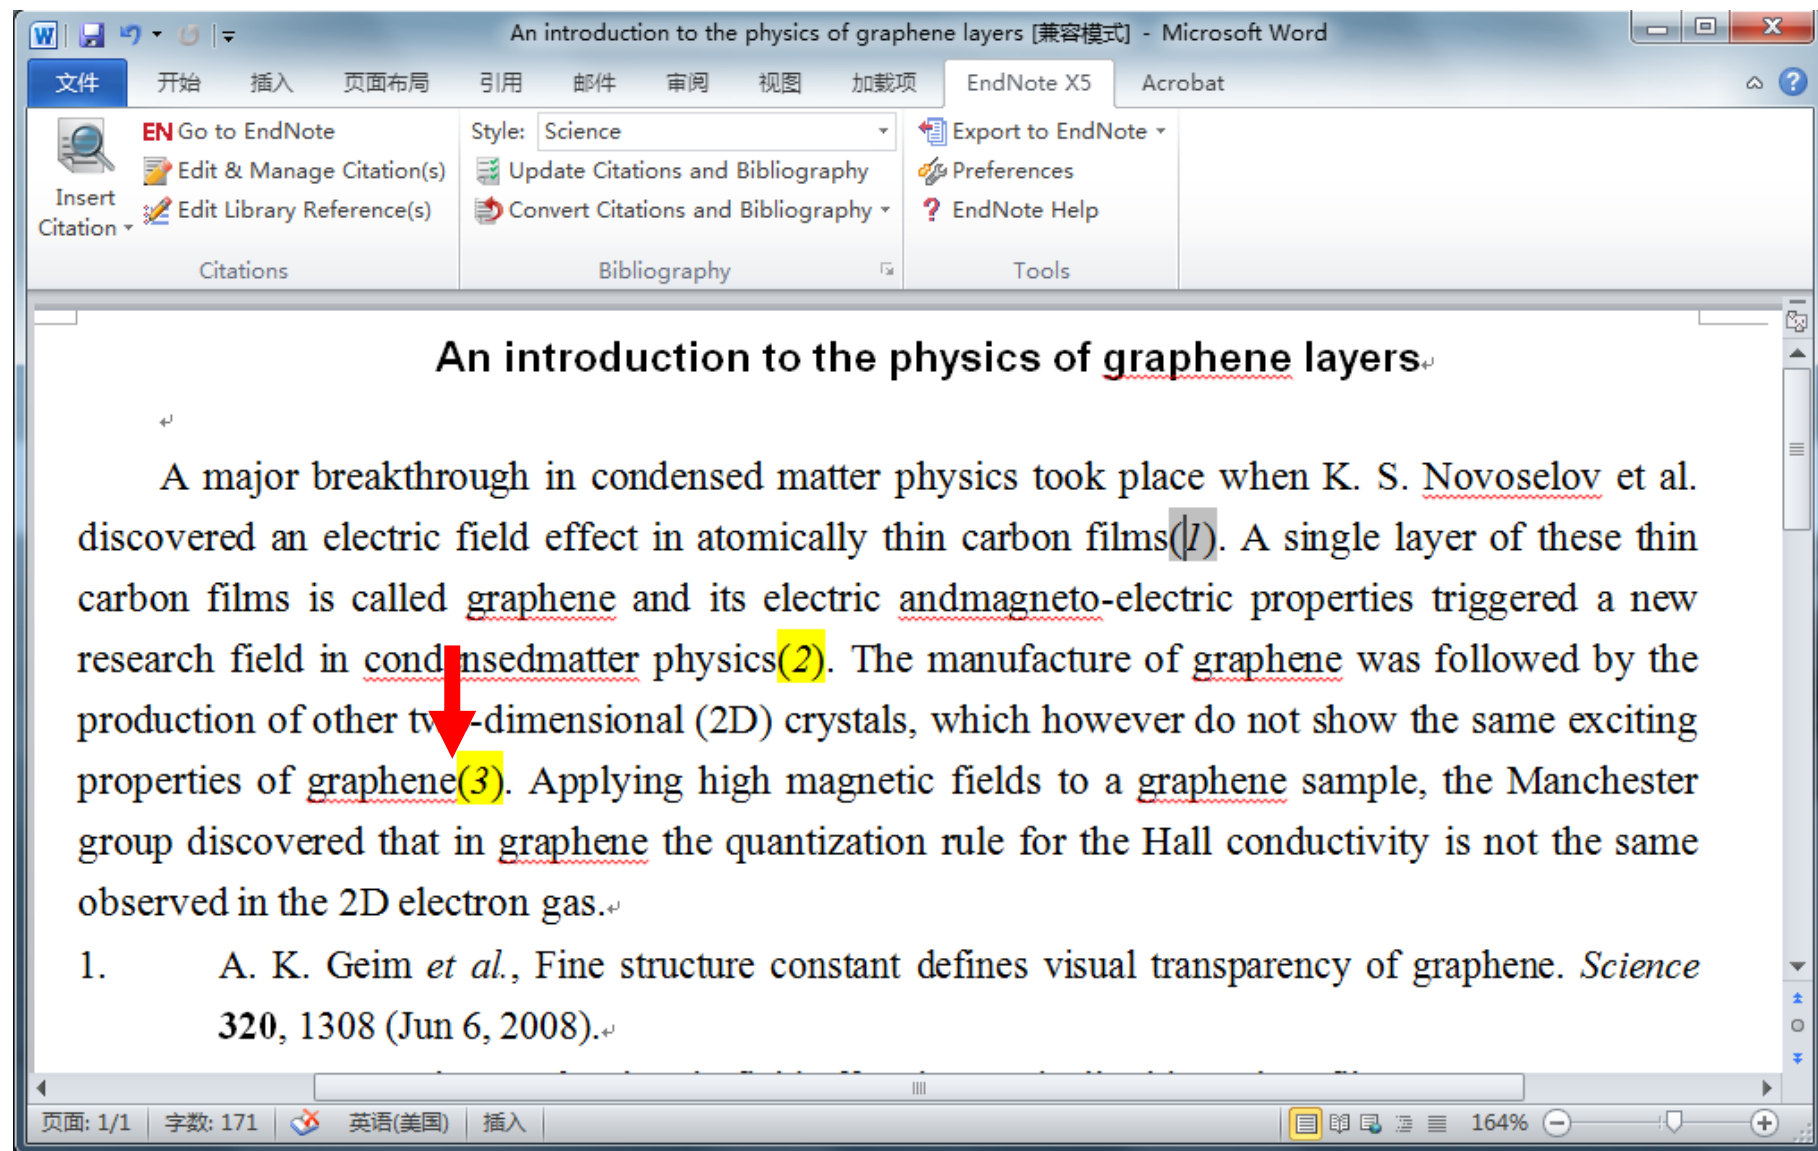 An introduction to the physics of graphene layers [兼容模式] - Microsoft Word
文件 开始 插入 页面布局 引用 邮件 审阅 视图 加载项 EndNote X5 Acrobat
EN Go to EndNote
Edit & Manage Citation(s)
Edit Library Reference(s)
Insert
Citation
Citations
Style: Science
Update Citations and Bibliography
Convert Citations and Bibliography
Bibliography
Export to EndNote
Preferences
EndNote Help
Tools
An introduction to the physics of graphene layers
A major breakthrough in condensed matter physics took place when K. S. Novoselov et al.
discovered an electric field effect in atomically thin carbon films(1). A single layer of these thin
carbon films is called graphene and its electric andmagneto-electric properties triggered a new
research field in condensedmatter physics(2). The manufacture of graphene was followed by the
production of other two-dimensional (2D) crystals, which however do not show the same exciting
properties of graphene(3). Applying high magnetic fields to a graphene sample, the Manchester
group discovered that in graphene the quantization rule for the Hall conductivity is not the same
observed in the 2D electron gas.
1. A. K. Geim et al., Fine structure constant defines visual transparency of graphene. Science
320, 1308 (Jun 6, 2008).
页面: 1/1 字数: 171 英语(美国) 插入 164%